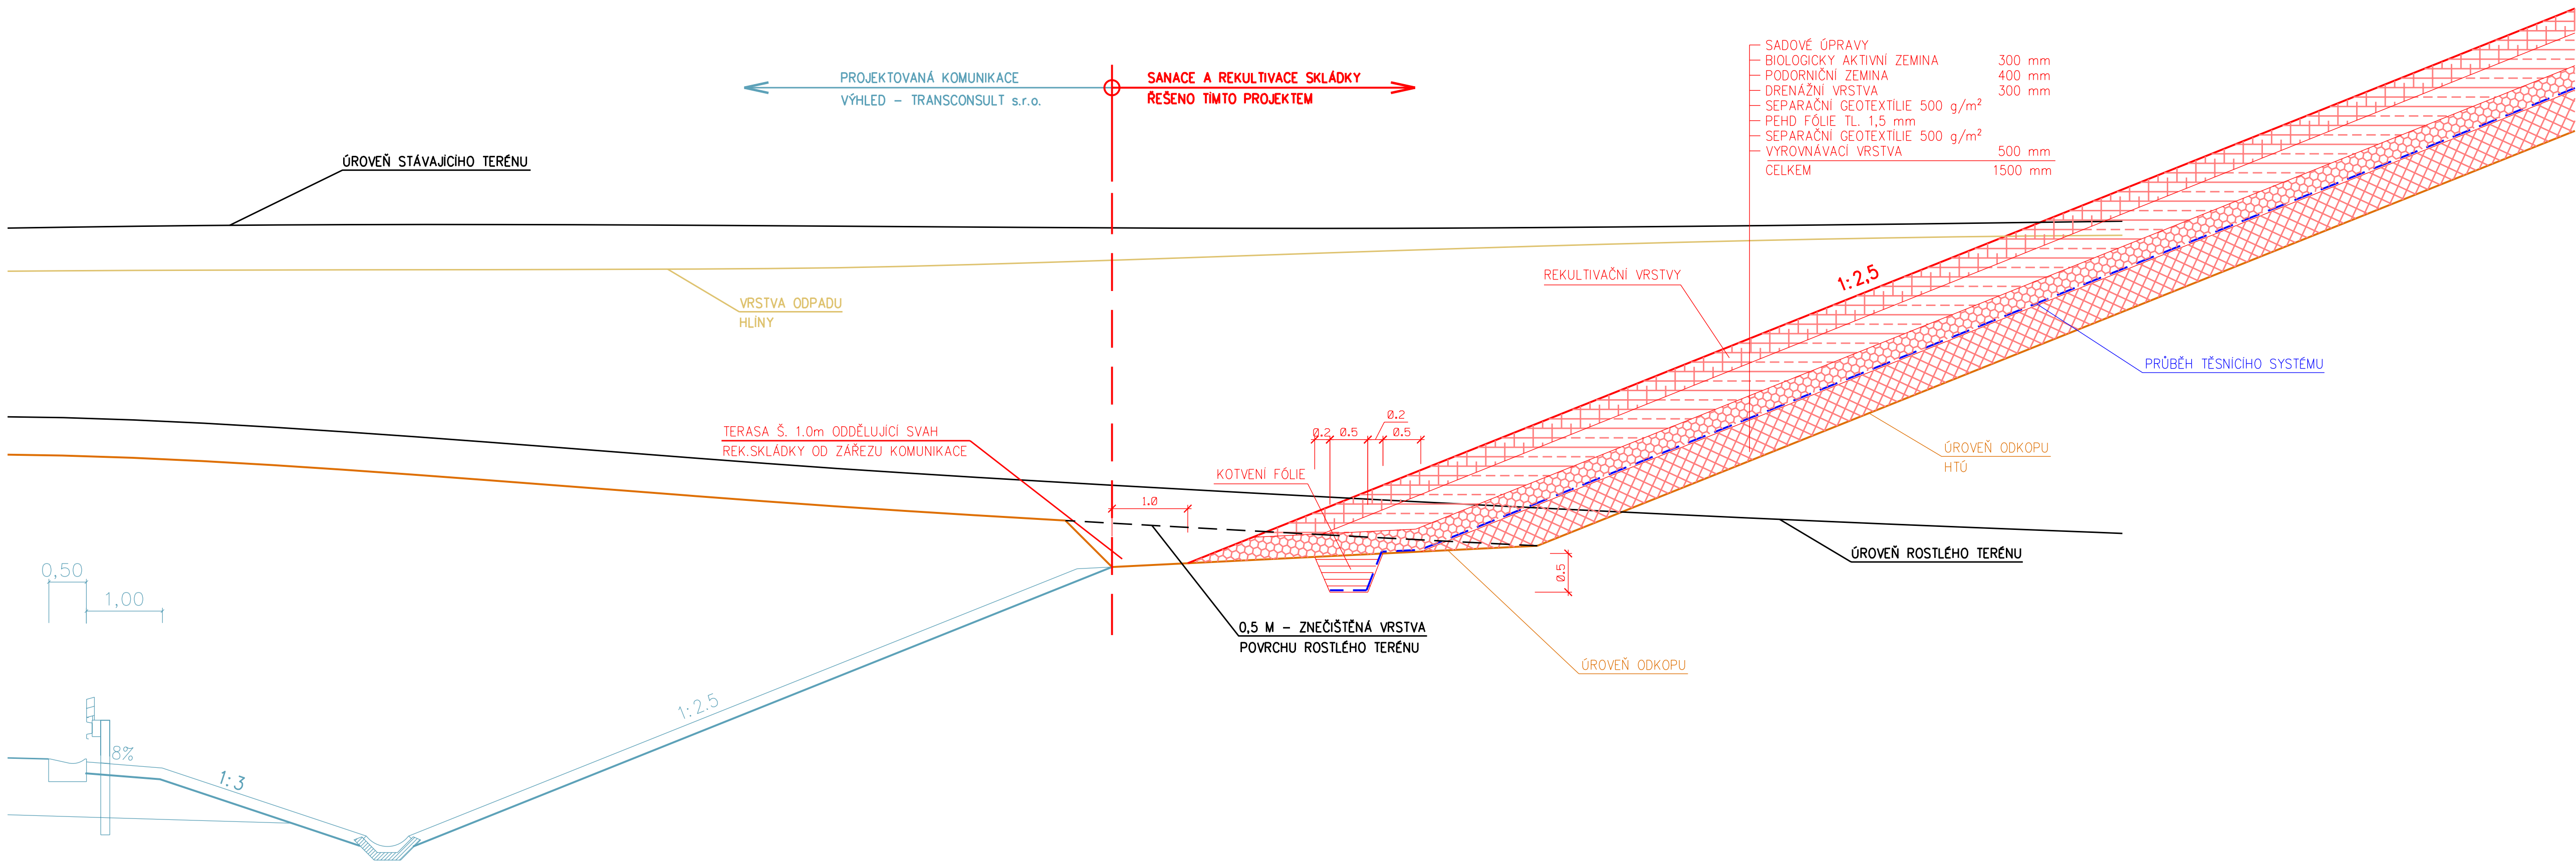 PROJEKTOVANÁ KOMUNIKACE
VÝHLED – TRANSCONSULT s.r.o.
SANACE A REKULTIVACE SKLÁDKY
ŘEŠENO TÍMTO PROJEKTEM
SADOVÉ ÚPRAVY
BIOLOGICKY AKTIVNÍ ZEMINA 300 mm
PODORNIČNÍ ZEMINA 400 mm
DRENÁŽNÍ VRSTVA 300 mm
SEPARAČNÍ GEOTEXTÍLIE 500 g/m²
PEHD FÓLIE TL. 1,5 mm
SEPARAČNÍ GEOTEXTÍLIE 500 g/m²
VYROVNÁVACÍ VRSTVA 500 mm
CELKEM 1500 mm
ÚROVEŇ STÁVAJÍCÍHO TERÉNU
VRSTVA ODPADU
HLÍNY
REKULTIVAČNÍ VRSTVY
1:2,5
PRŮBĚH TĚSNÍCÍHO SYSTÉMU
TERASA Š. 1.0m ODDĚLUJÍCÍ SVAH
REK.SKLÁDKY OD ZÁŘEZU KOMUNIKACE
0.2
0.2 0.5 0.5
KOTVENÍ FÓLIE
1.0
ÚROVEŇ ODKOPU
HTÚ
ÚROVEŇ ROSTLÉHO TERÉNU
0.5
0,50
1,00
0,5 M – ZNEČIŠTĚNÁ VRSTVA
POVRCHU ROSTLÉHO TERÉNU
ÚROVEŇ ODKOPU
1:2.5
8%
1:3